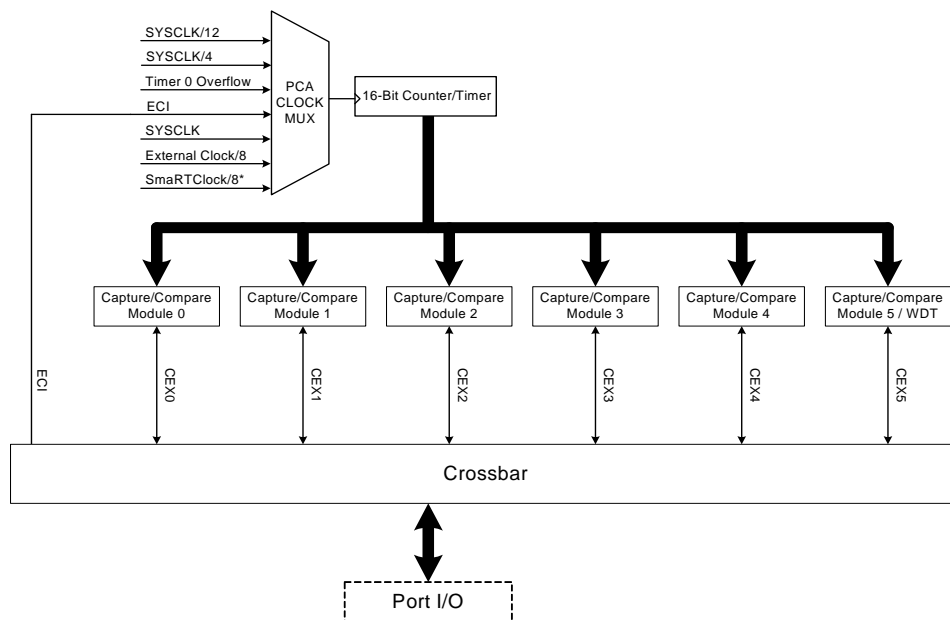 SYSCLK/12
SYSCLK/4
Timer 0 Overflow
ECI
SYSCLK
External Clock/8
SmaRTClock/8*
PCA
CLOCK
MUX
16-Bit Counter/Timer
Capture/Compare
Module 0
Capture/Compare
Module 1
Capture/Compare
Module 2
Capture/Compare
Module 3
Capture/Compare
Module 4
Capture/Compare
Module 5 / WDT
ECI
CEX0
CEX1
CEX2
CEX3
CEX4
CEX5
Crossbar
Port I/O